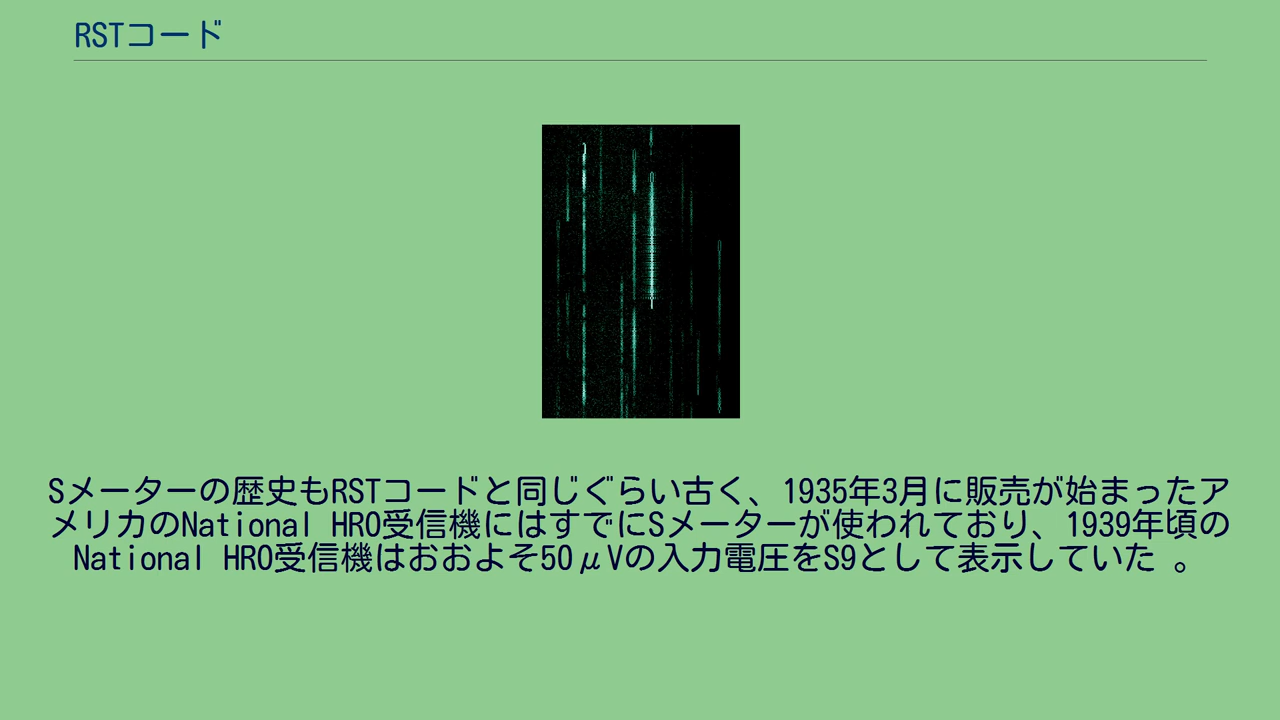 RSTコード
Sメーターの歴史もRSTコードと同じぐらい古く、1935年3月に販売が始まったア
メリカのNational HRO受信機にはすでにSメーターが使われており、1939年頃の
National HRO受信機はおおよそ50μVの入力電圧をS9として表示していた 。